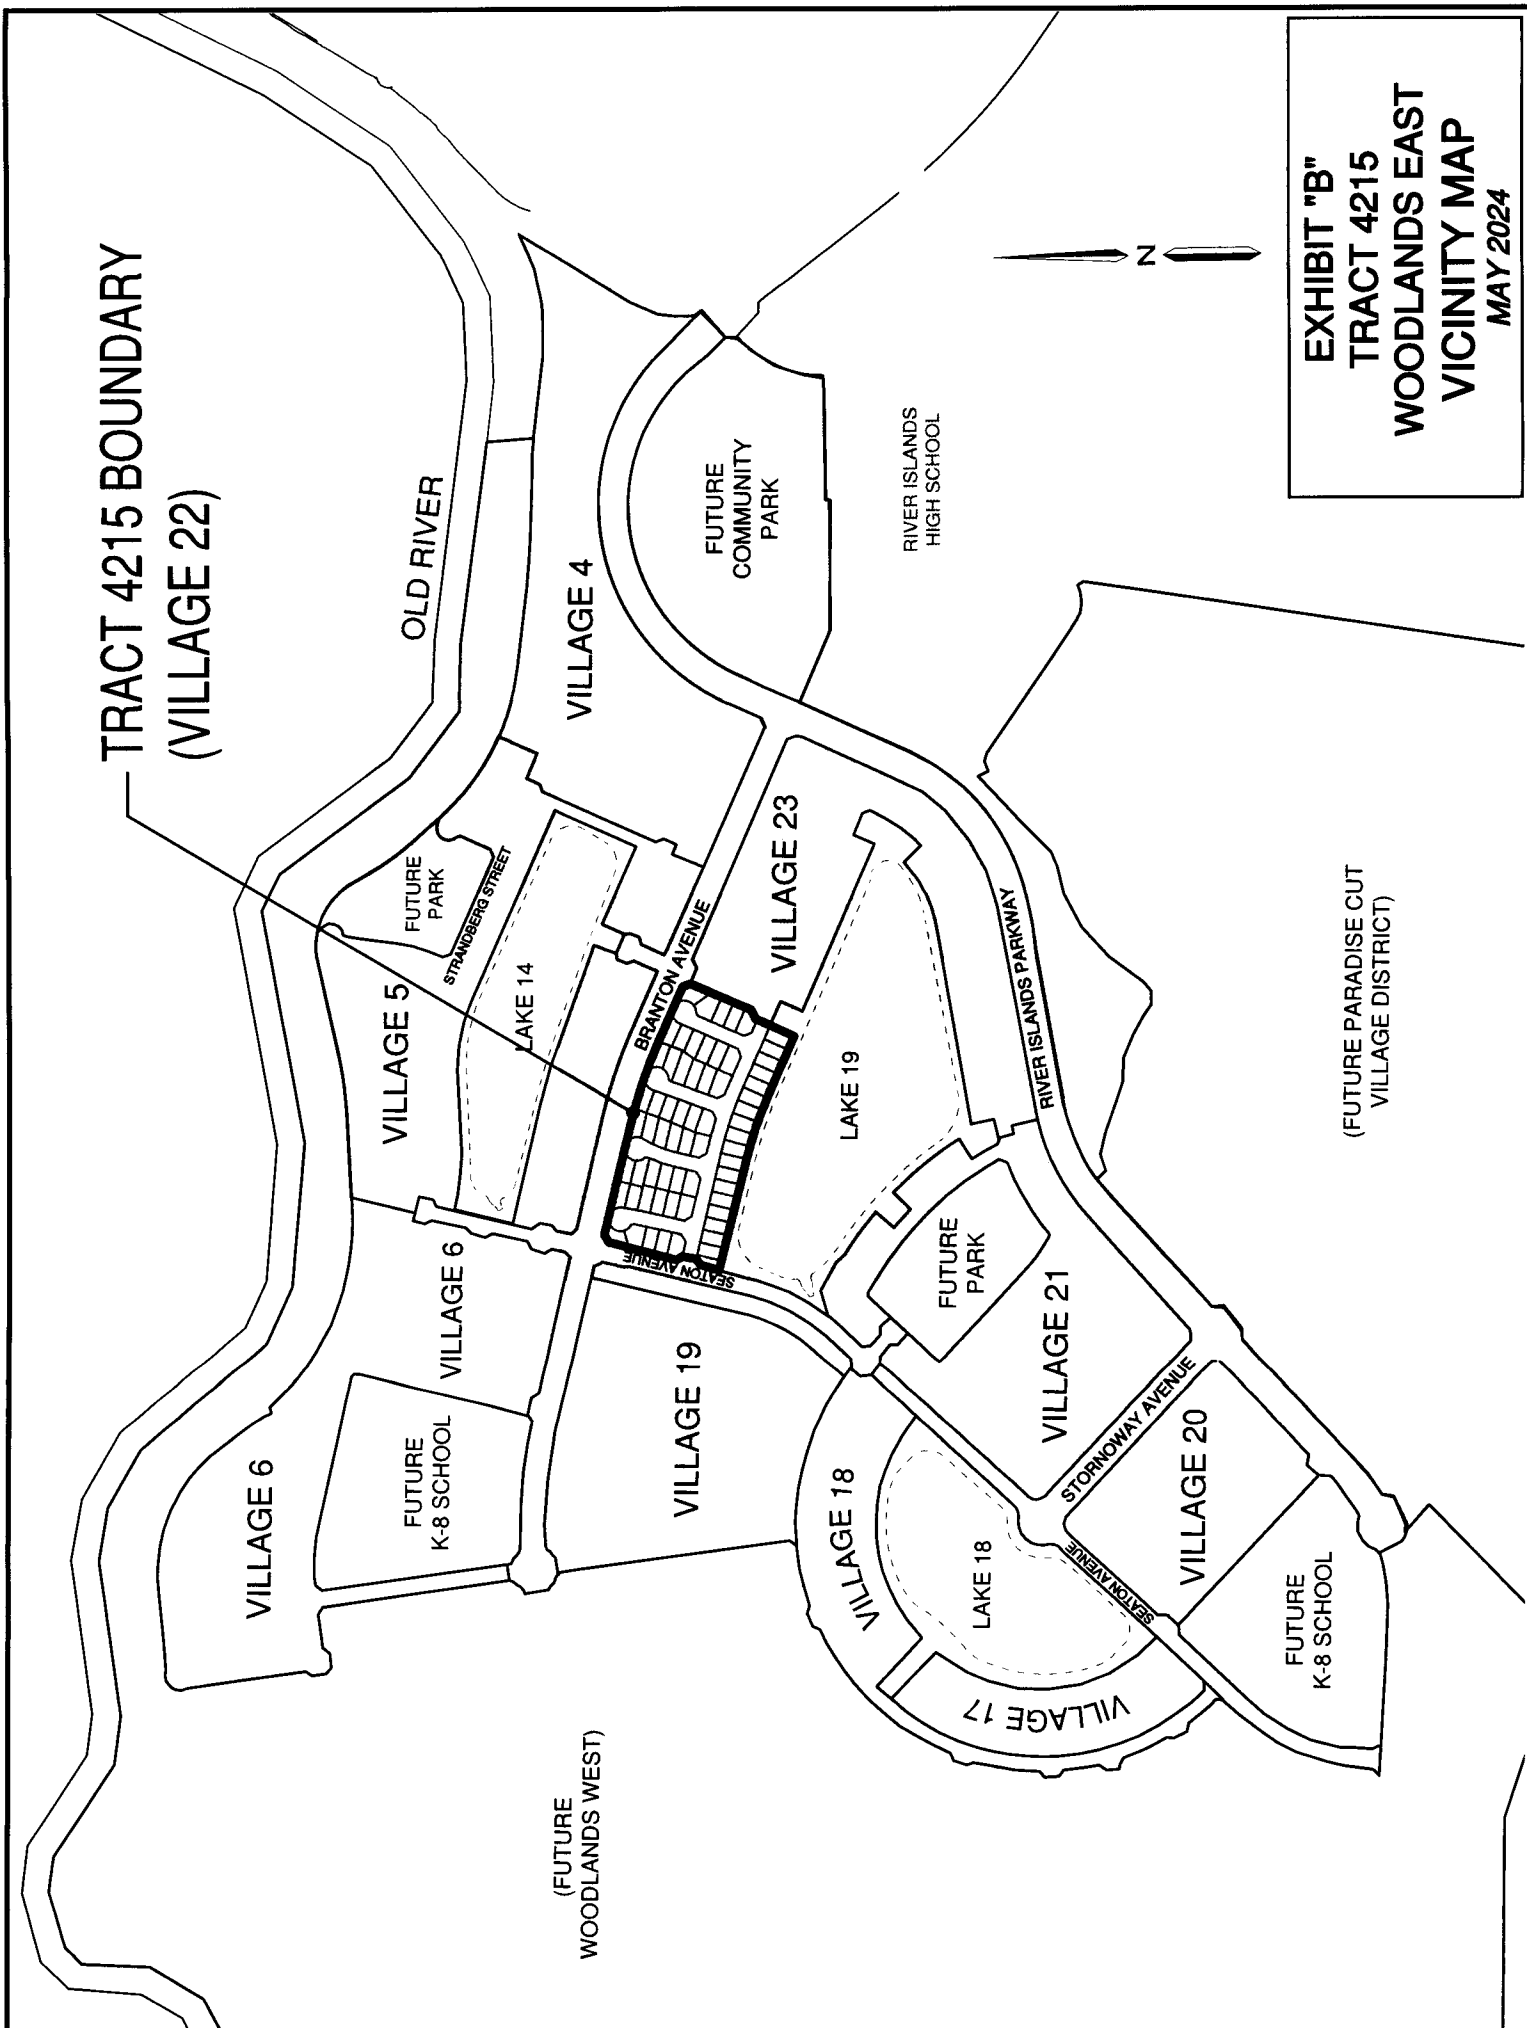 TRACT 4215 BOUNDARY
(VILLAGE 22)
OLD RIVER
VILLAGE 4
FUTURE
COMMUNITY
PARK
RIVER ISLANDS
HIGH SCHOOL
FUTURE
PARK
STRANDBERG STREET
VILLAGE 5
LAKE 14
BRANTON AVENUE
VILLAGE 23
LAKE 19
RIVER ISLANDS PARKWAY
SEATON AVENUE
VILLAGE 6
VILLAGE 6
FUTURE
K-8 SCHOOL
VILLAGE 19
FUTURE
PARK
VILLAGE 21
STORNOWAY AVENUE
VILLAGE 20
VILLAGE 18
LAKE 18
SEATON AVENUE
VILLAGE 17
FUTURE
K-8 SCHOOL
(FUTURE
WOODLANDS WEST)
(FUTURE PARADISE CUT
VILLAGE DISTRICT)
N
EXHIBIT "B"
TRACT 4215
WOODLANDS EAST
VICINITY MAP
MAY 2024